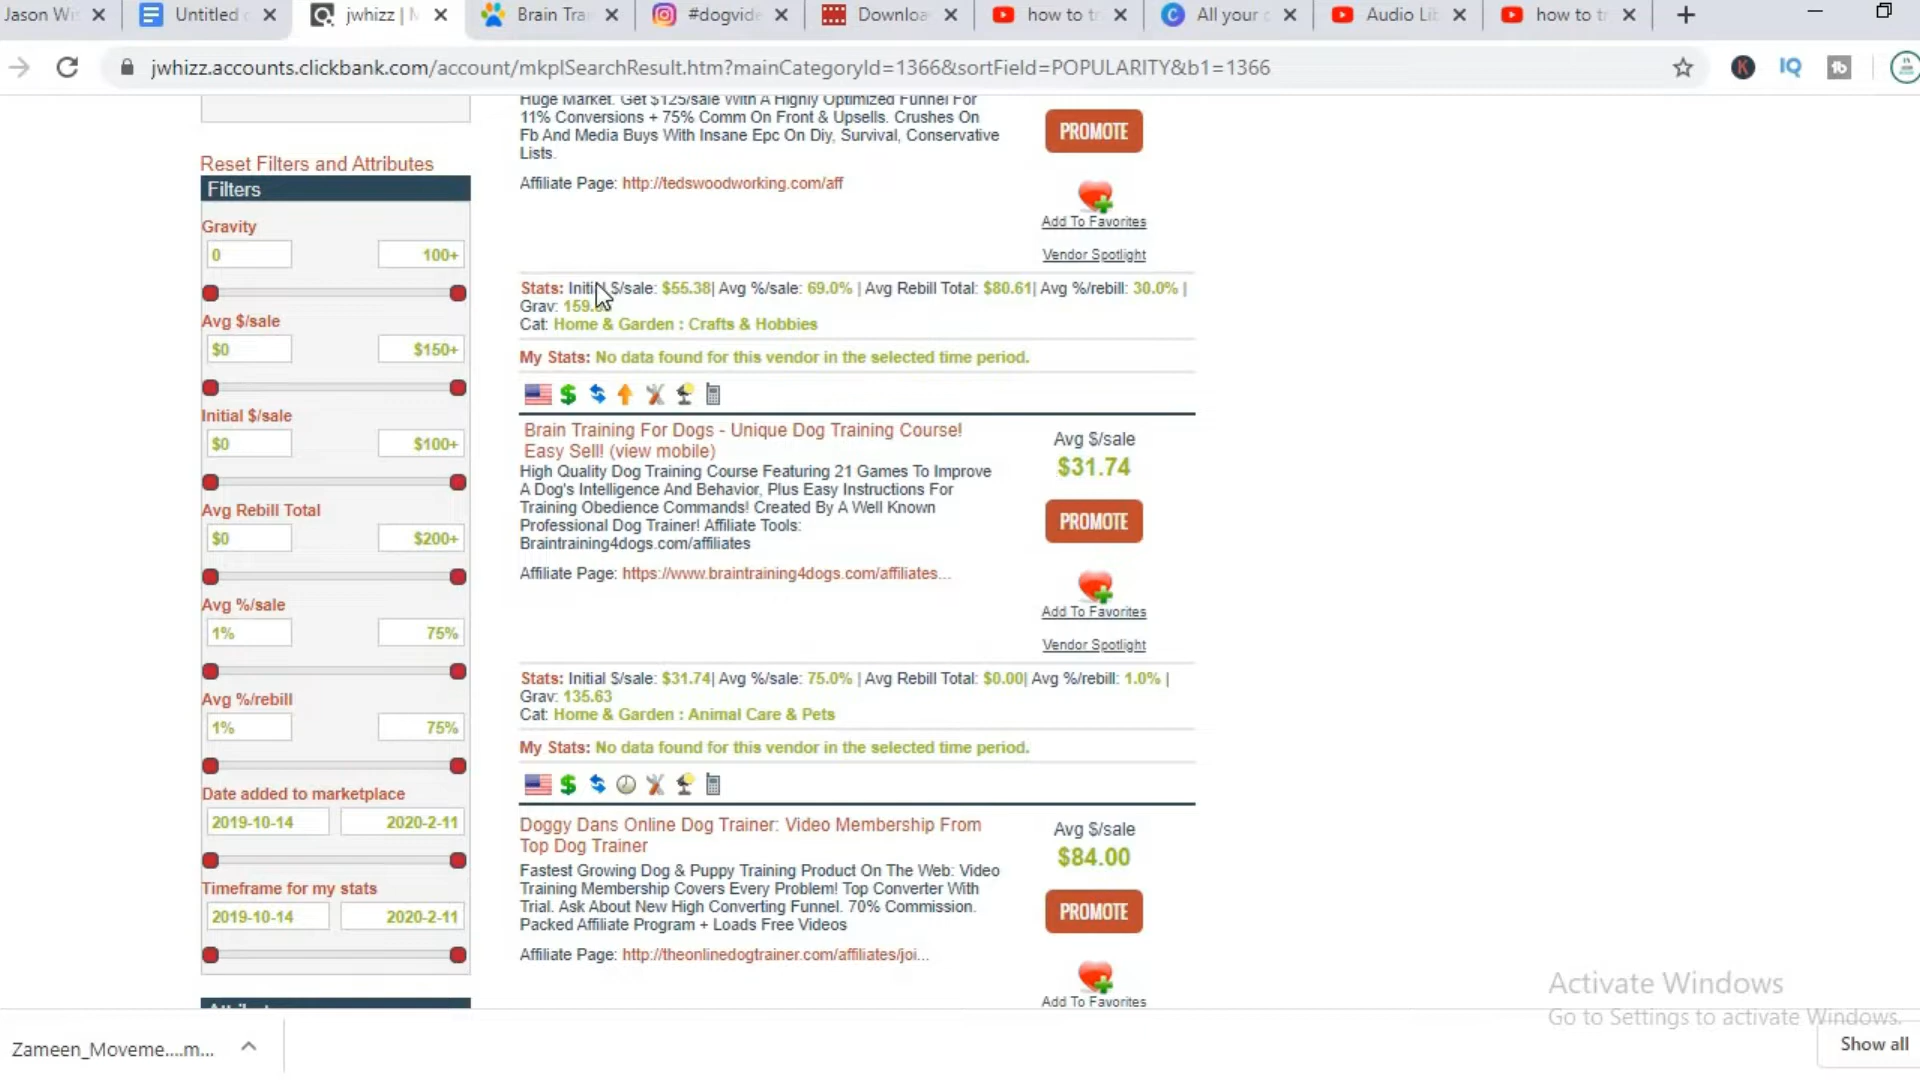 Jason Wi
Untitled
jwhizz |
Brain Tra
#dogvide
Downloa
how to t
All your
Audio Li
how to t
jwhizz.accounts.clickbank.com/account/mkplSearchResult.htm?mainCategoryId=1366&sortField=POPULARITY&b1=1366
K
IQ
Huge Market. Get $125/sale With A Highly Optimized Funnel For
11% Conversions + 75% Comm On Front & Upsells. Crushes On
Fb And Media Buys With Insane Epc On Diy, Survival, Conservative
Lists.
PROMOTE
Affiliate Page: http://tedswoodworking.com/aff
Add To Favorites
Vendor Spotlight
Stats: Initial $/sale: $55.38| Avg %/sale: 69.0% | Avg Rebill Total: $80.61| Avg %/rebill: 30.0% |
Grav: 159.
Cat: Home & Garden : Crafts & Hobbies
My Stats: No data found for this vendor in the selected time period.
Brain Training For Dogs - Unique Dog Training Course!
Easy Sell! (view mobile)
High Quality Dog Training Course Featuring 21 Games To Improve
A Dog's Intelligence And Behavior, Plus Easy Instructions For
Training Obedience Commands! Created By A Well Known
Professional Dog Trainer! Affiliate Tools:
Braintraining4dogs.com/affiliates
Avg $/sale
$31.74
PROMOTE
Affiliate Page: https://www.braintraining4dogs.com/affiliates...
Add To Favorites
Vendor Spotlight
Stats: Initial $/sale: $31.74| Avg %/sale: 75.0% | Avg Rebill Total: $0.00| Avg %/rebill: 1.0% |
Grav: 135.63
Cat: Home & Garden : Animal Care & Pets
My Stats: No data found for this vendor in the selected time period.
Doggy Dans Online Dog Trainer: Video Membership From
Top Dog Trainer
Fastest Growing Dog & Puppy Training Product On The Web: Video
Training Membership Covers Every Problem! Top Converter With
Trial. Ask About New High Converting Funnel. 70% Commission.
Packed Affiliate Program + Loads Free Videos
Avg $/sale
$84.00
PROMOTE
Affiliate Page: http://theonlinedogtrainer.com/affiliates/joi...
Add To Favorites
Reset Filters and Attributes
Filters
Gravity
0 100+
Avg $/sale
$0 $150+
Initial $/sale
$0 $100+
Avg Rebill Total
$0 $200+
Avg %/sale
1% 75%
Avg %/rebill
1% 75%
Date added to marketplace
2019-10-14 2020-2-11
Timeframe for my stats
2019-10-14 2020-2-11
Activate Windows
Go to Settings to activate Windows.
Zameen_Moveme....m...
Show all